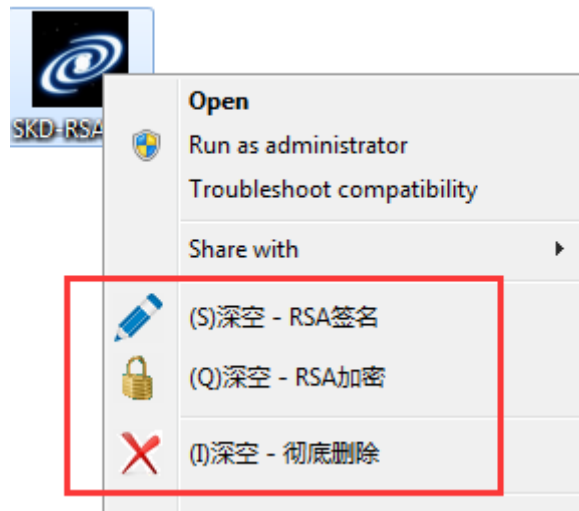 SKD-RSA
Open
Run as administrator
Troubleshoot compatibility
Share with
(S)深空 - RSA签名
(Q)深空 - RSA加密
(I)深空 - 彻底删除